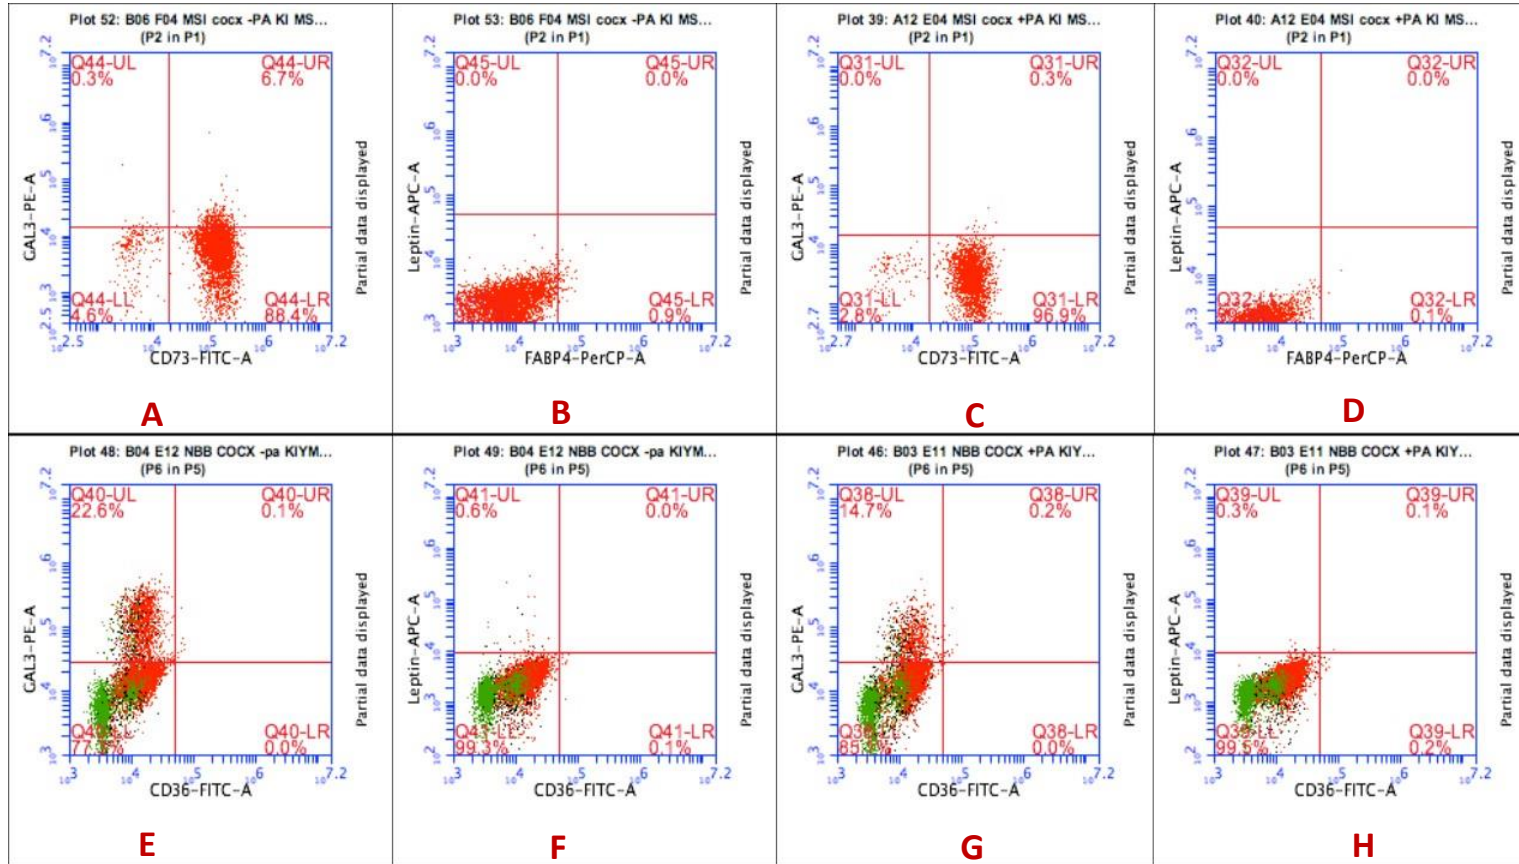 Plot 52: B06 F04 MSI cocx -PA KI MS...
(P2 in P1)
Q44-UL
0.3%
Q44-UR
6.7%
Q44-LL
4.6%
Q44-LR
88.4%
GAL3-PE-A
CD73-FITC-A
Partial data displayed
A
Plot 53: B06 F04 MSI cocx -PA KI MS...
(P2 in P1)
Q45-UL
0.0%
Q45-UR
0.0%
Q45-LR
0.9%
Leptin-APC-A
FABP4-PerCP-A
Partial data displayed
B
Plot 39: A12 E04 MSI cocx +PA KI MS...
(P2 in P1)
Q31-UL
0.0%
Q31-UR
0.3%
Q31-LL
2.8%
Q31-LR
96.9%
GAL3-PE-A
CD73-FITC-A
Partial data displayed
C
Plot 40: A12 E04 MSI cocx +PA KI MS...
(P2 in P1)
Q32-UL
0.0%
Q32-UR
0.0%
Q32-LR
0.1%
Leptin-APC-A
FABP4-PerCP-A
Partial data displayed
D
Plot 48: B04 E12 NBB COCX -pa KIYM...
(P6 in P5)
Q40-UL
22.6%
Q40-UR
0.1%
Q40-LR
0.0%
GAL3-PE-A
CD36-FITC-A
Partial data displayed
E
Plot 49: B04 E12 NBB COCX -pa KIYM...
(P6 in P5)
Q41-UL
0.6%
Q41-UR
0.0%
99.3%
Q41-LR
0.1%
Leptin-APC-A
CD36-FITC-A
Partial data displayed
F
Plot 46: B03 E11 NBB COCX +PA KIY...
(P6 in P5)
Q38-UL
14.7%
Q38-UR
0.2%
Q38-LR
0.0%
GAL3-PE-A
CD36-FITC-A
Partial data displayed
G
Plot 47: B03 E11 NBB COCX +PA KIY...
(P6 in P5)
Q39-UL
0.3%
Q39-UR
0.1%
Q39-LR
0.2%
Leptin-APC-A
CD36-FITC-A
Partial data displayed
H